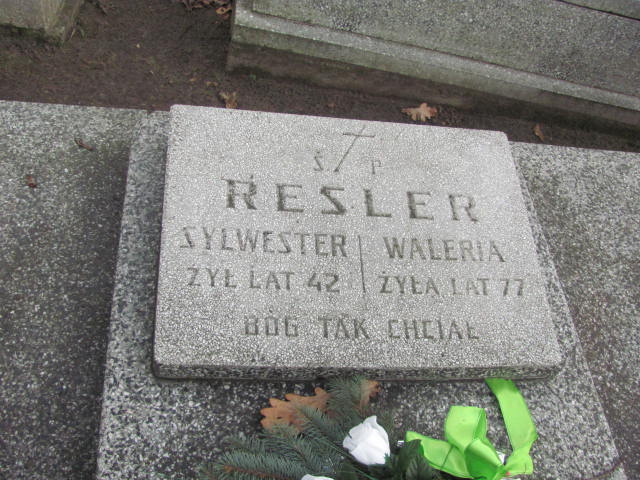 Ś P
RESLER
SYLWESTER WALERIA
ŻYŁ LAT 42 ŻYŁA LAT 77
BÓG TAK CHCIAŁ